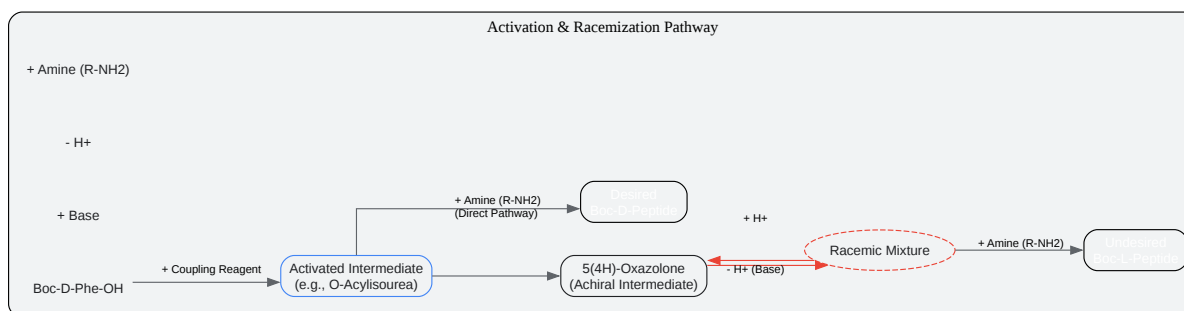 Activation & Racemization Pathway
+ Amine (R-NH2)
- H+
+ Base
Boc-D-Phe-OH
+ Coupling Reagent
Activated Intermediate
(e.g., O-Acylisourea)
+ Amine (R-NH2)
(Direct Pathway)
Desired
Boc-D-Peptide
5(4H)-Oxazolone
(Achiral Intermediate)
+ H+
- H+ (Base)
Racemic Mixture
+ Amine (R-NH2)
Undesired
Boc-L-Peptide